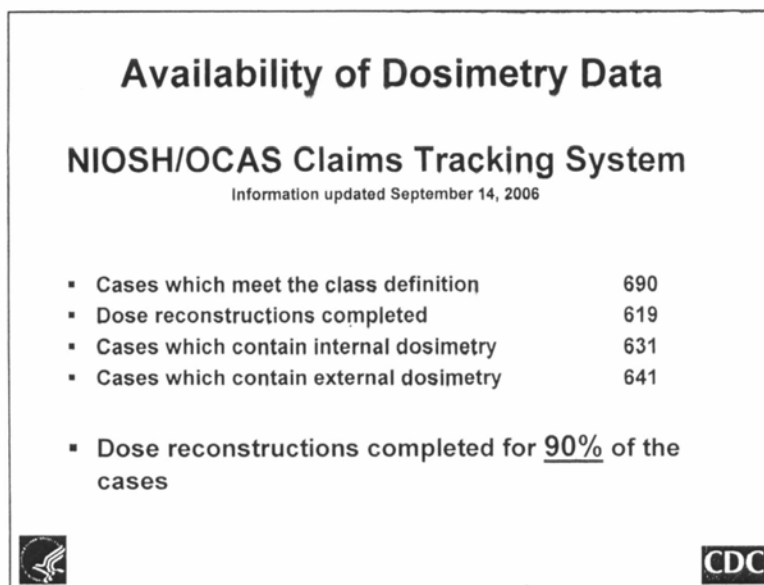 Availability of Dosimetry Data
NIOSH/OCAS Claims Tracking System
Information updated September 14, 2006
▪ Cases which meet the class definition 690
▪ Dose reconstructions completed 619
▪ Cases which contain internal dosimetry 631
▪ Cases which contain external dosimetry 641
▪ Dose reconstructions completed for 90% of the
cases
CDC